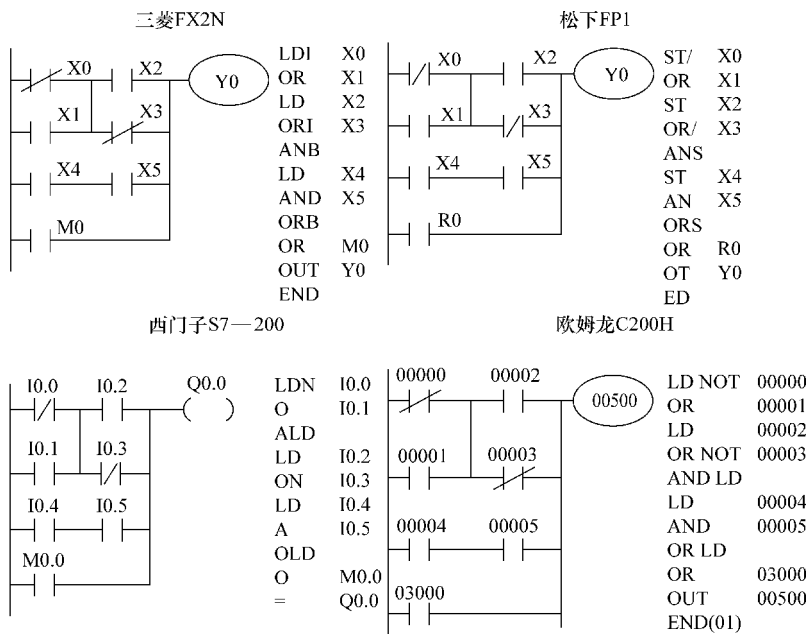 三菱FX2N
X0
X2
Y0
X1
X3
X4
X5
M0
LDI X0
OR X1
LD X2
ORI X3
ANB
LD X4
AND X5
ORB
OR M0
OUT Y0
END
松下FP1
X0
X2
Y0
X1
X3
X4
X5
R0
ST/ X0
OR X1
ST X2
OR/ X3
ANS
ST X4
AN X5
ORS
OR R0
OT Y0
ED
西门子S7—200
I0.0
I0.2
Q0.0
I0.1
I0.3
I0.4
I0.5
M0.0
LDN I0.0
O I0.1
ALD
LD I0.2
ON I0.3
LD I0.4
A I0.5
OLD
O M0.0
= Q0.0
欧姆龙C200H
00000
00002
00500
00001
00003
00004
00005
03000
LD NOT 00000
OR 00001
LD 00002
OR NOT 00003
AND LD
LD 00004
AND 00005
OR LD
OR 03000
OUT 00500
END(01)